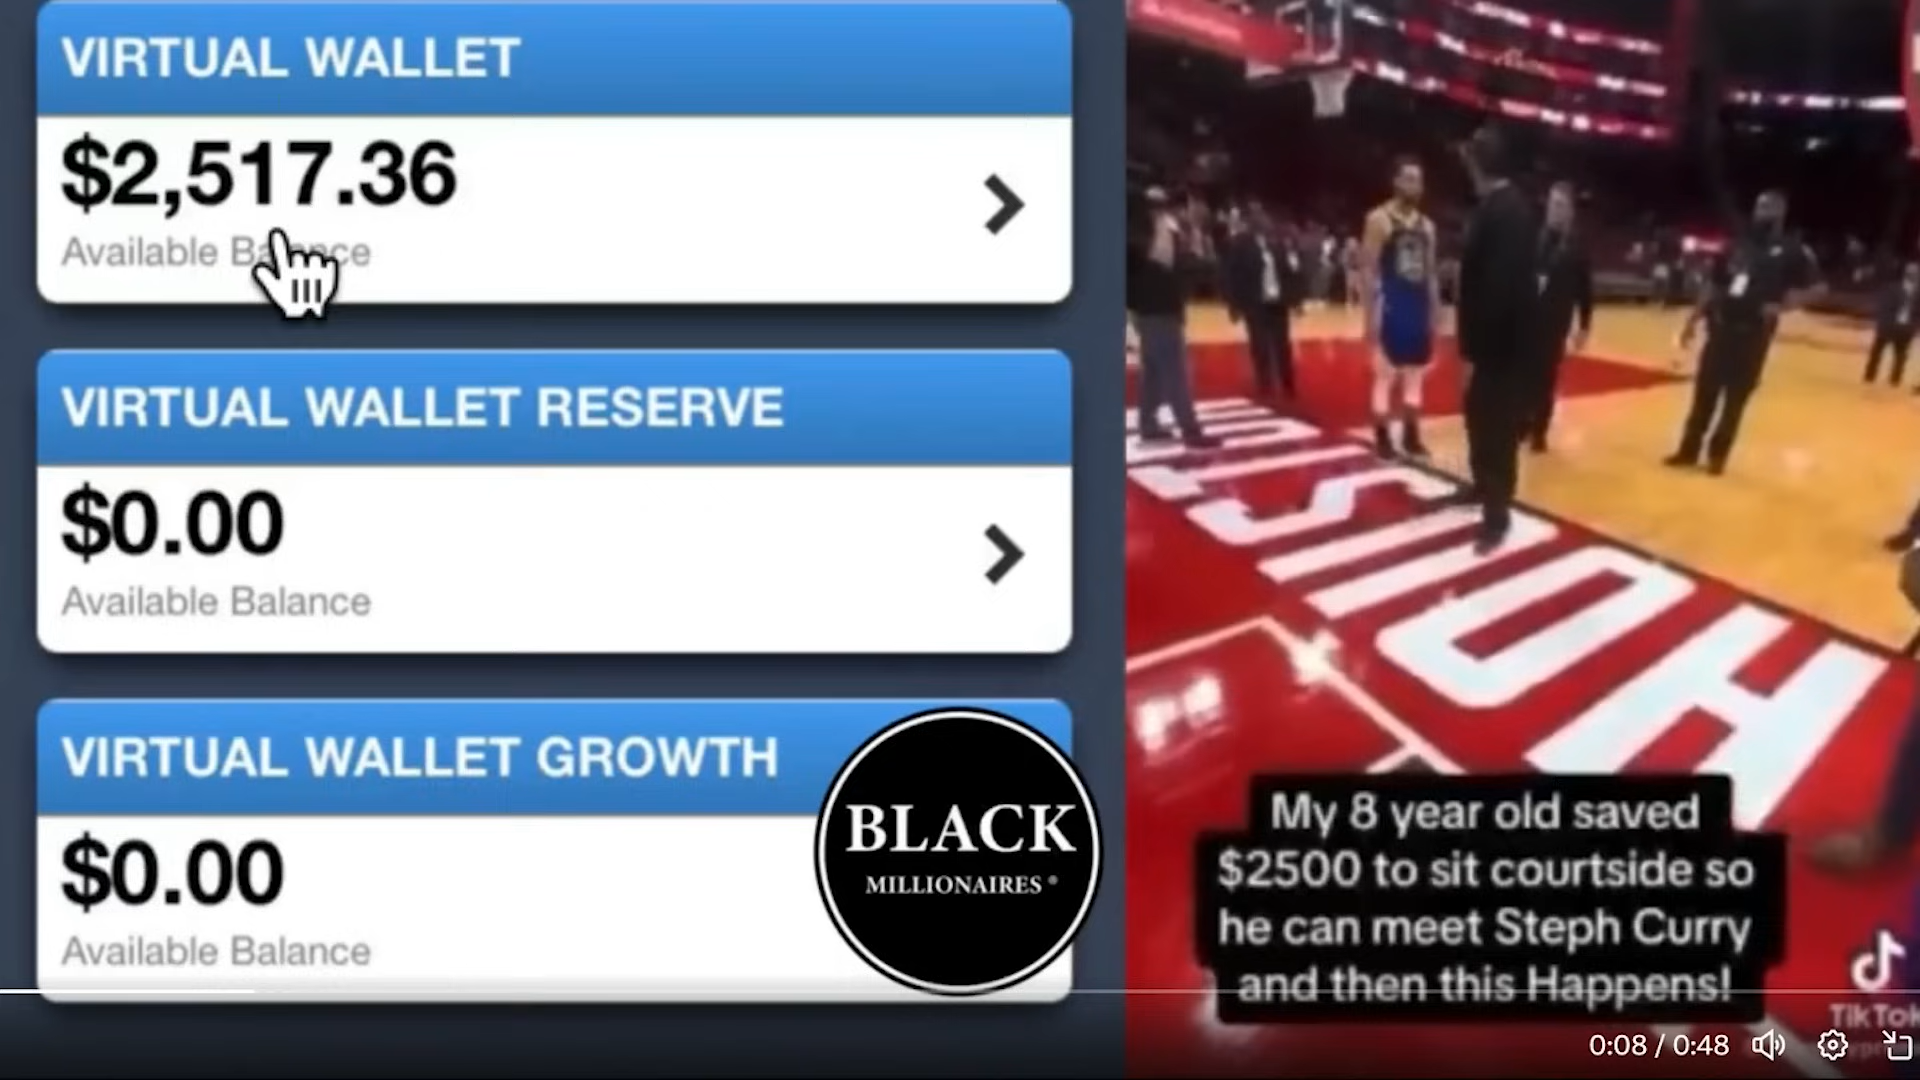 VIRTUAL WALLET
$2,517.36
Available Balance
VIRTUAL WALLET RESERVE
$0.00
Available Balance
VIRTUAL WALLET GROWTH
$0.00
Available Balance
BLACK
MILLIONAIRES®
HOUSTON
My 8 year old saved
$2500 to sit courtside so
he can meet Steph Curry
and then this Happens!
TikTok
0:08 / 0:48